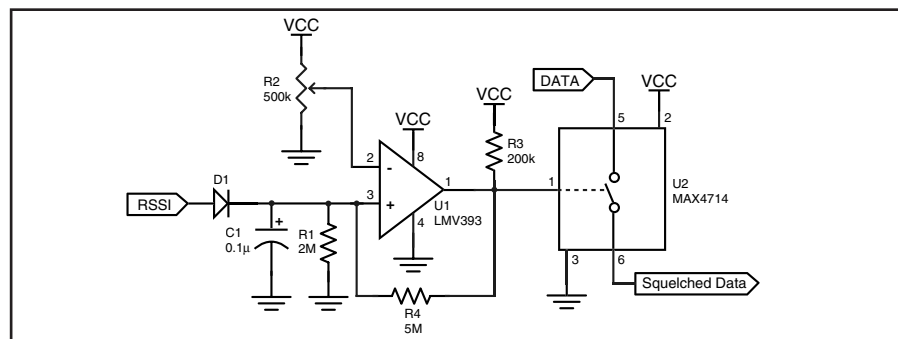 VCC
R2
500k
DATA
VCC
VCC
VCC
5
2
R3
200k
2
8
-
D1
1
1
U2
MAX4714
RSSI
3
+
U1
LMV393
4
+
C1
0.1µ
R1
2M
3
6
Squelched Data
R4
5M